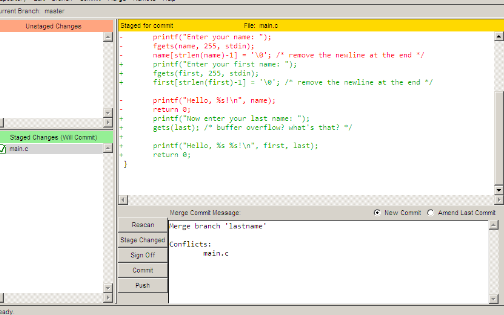 Current Branch: master
Unstaged Changes
Staged for commit File: main.c
- printf("Enter your name: ");
- fgets(name, 255, stdin);
- name[strlen(name)-1] = '\0'; /* remove the newline at the end */
+ printf("Enter your first name: ");
+ fgets(first, 255, stdin);
+ first[strlen(first)-1] = '\0'; /* remove the newline at the end */
- printf("Hello, %s!\n", name);
- return 0;
+ printf("Now enter your last name: ");
+ gets(last); /* buffer overflow? what's that? */
+
+ printf("Hello, %s %s!\n", first, last);
+ return 0;
}
Staged Changes (Will Commit)
main.c
Merge Commit Message:
New Commit
Amend Last Commit
Rescan
Stage Changed
Sign Off
Commit
Push
Merge branch 'lastname'
Conflicts:
main.c